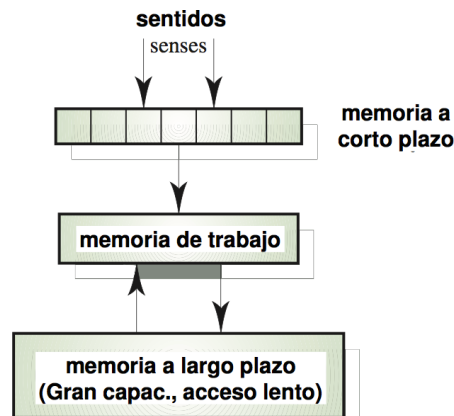 sentidos
senses
memoria a
corto plazo
memoria de trabajo
memoria a largo plazo
(Gran capac., acceso lento)